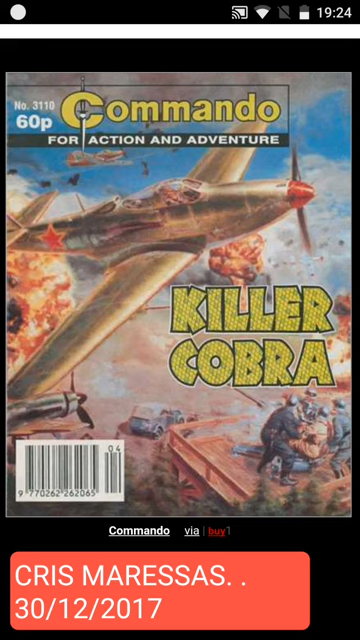 19:24
No. 3110
60p
Commando
FOR ACTION AND ADVENTURE
KILLER
COBRA
04
9 770262 262065
Commando via | buy1
CRIS MARESSAS. .
30/12/2017